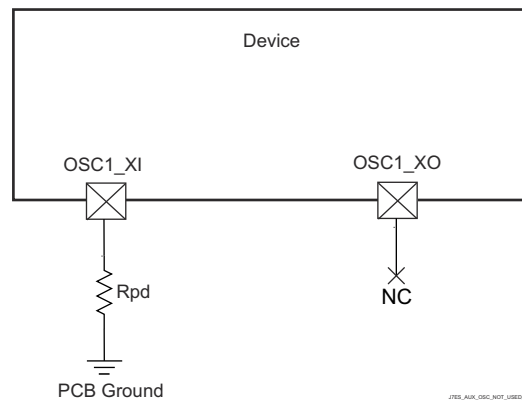 Device
OSC1_XI
OSC1_XO
Rpd
NC
PCB Ground
J7ES_AUX_OSC_NOT_USED